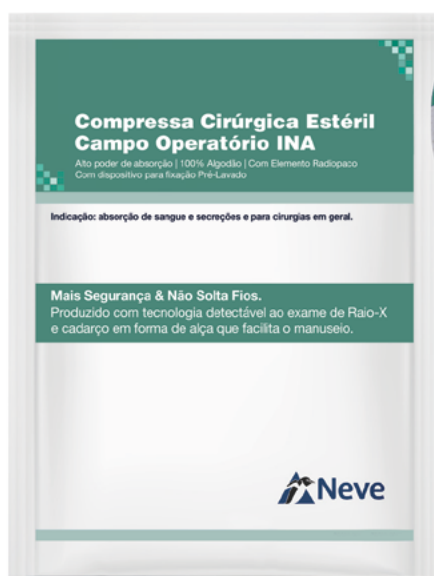 Compressa Cirúrgica Estéril
Campo Operatório INA
Alto poder de absorção | 100% Algodão | Com Elemento Radiopaco
Com dispositivo para fixação Pré-Lavado
Indicação: absorção de sangue e secreções e para cirurgias em geral.
Mais Segurança & Não Solta Fios.
Produzido com tecnologia detectável ao exame de Raio-X
e cadarço em forma de alça que facilita o manuseio.
Neve